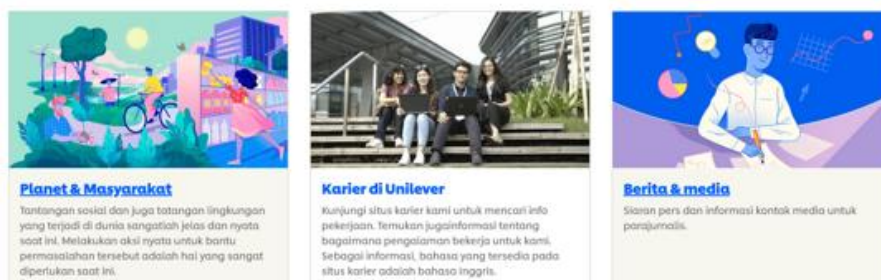 Planet & Masyarakat
Tantangan sosial dan juga tatangan lingkungan
yang terjadi di dunia sangatlah jelas dan nyata
saat ini. Melakukan aksi nyata untuk bantu
permasalahan tersebut adalah hal yang sangat
diperlukan saat ini.
Karier di Unilever
Kunjungi situs karier kami untuk mencari info
pekerjaan. Temukan jugainformasi tentang
bagaimana pengalaman bekerja untuk kami.
Sebagai informasi, bahasa yang tersedia pada
situs karier adalah bahasa inggris.
Berita & media
Siaran pers dan informasi kontak media untuk
parajurnalis.